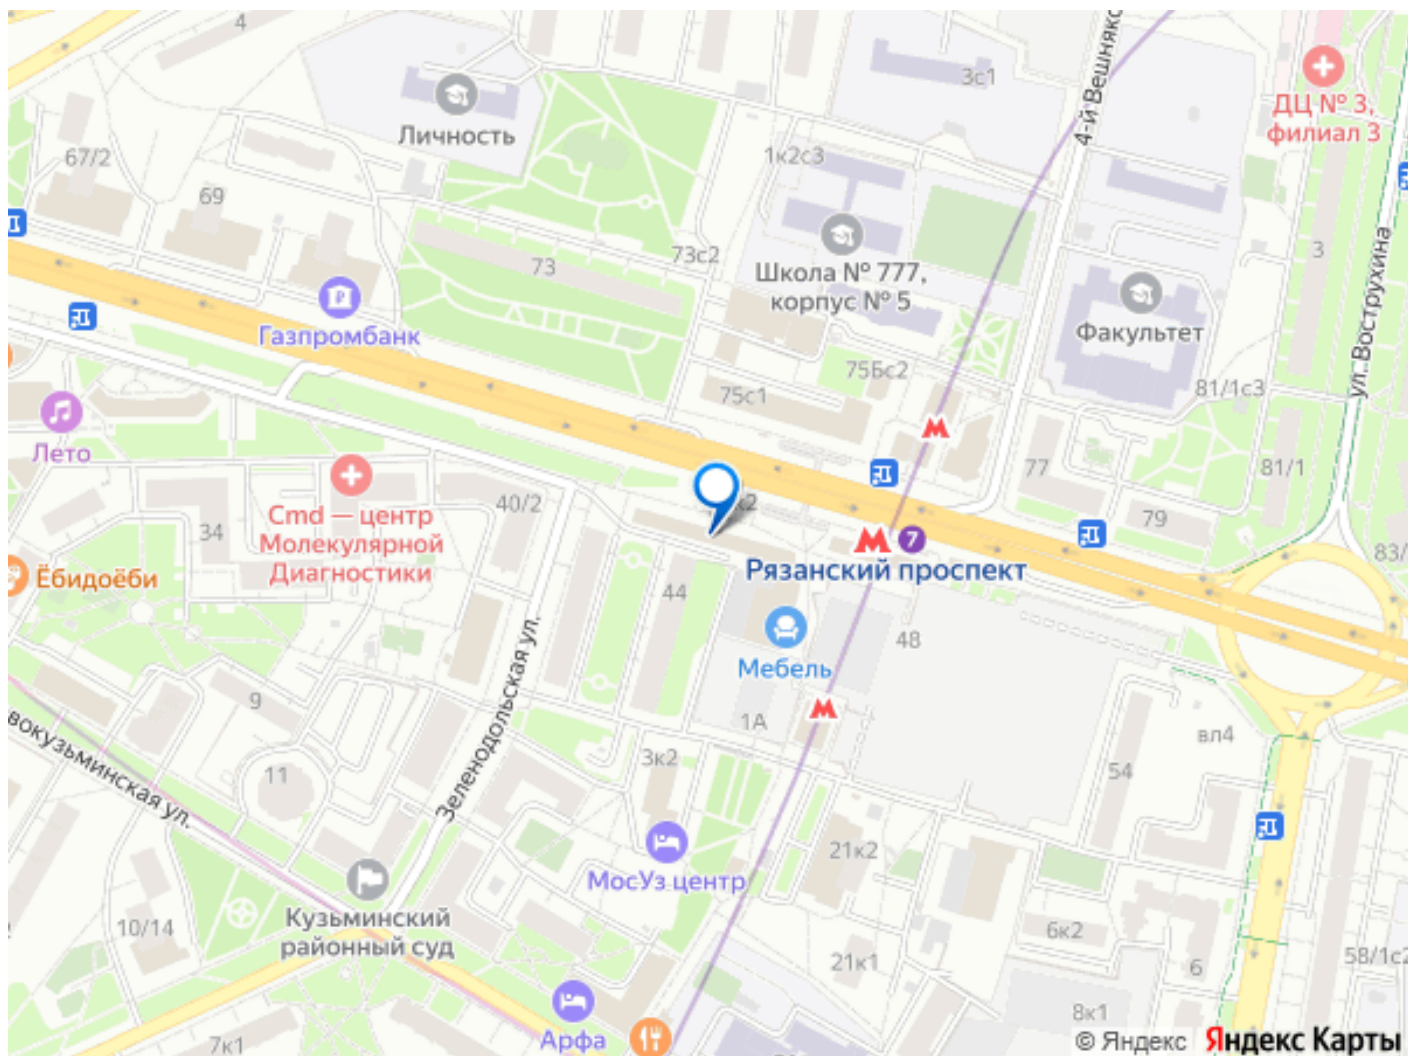 4
3с1
4-й Вешняко
ДЦ № 3,
филиал 3
Личность
67/2
1к2с3
69
73
73с2
Школа № 777,
корпус № 5
3
ул. Вострухина
Газпромбанк
Факультет
75Бс2
75с1
81/1с3
Лето
77
81/1
40/2
к2
79
Cmd — центр
Молекулярной
Диагностики
34
7
83/
Рязанский проспект
Ёбидоёби
44
48
Мебель
Зеленодольская ул.
9
1А
вл4
вокузьминская ул.
3к2
11
54
21к2
МосУз центр
Кузьминский
районный суд
10/14
6к2
21к1
6
58/1с2
Арфа
8к1
7к1
© Яндекс Яндекс Карты